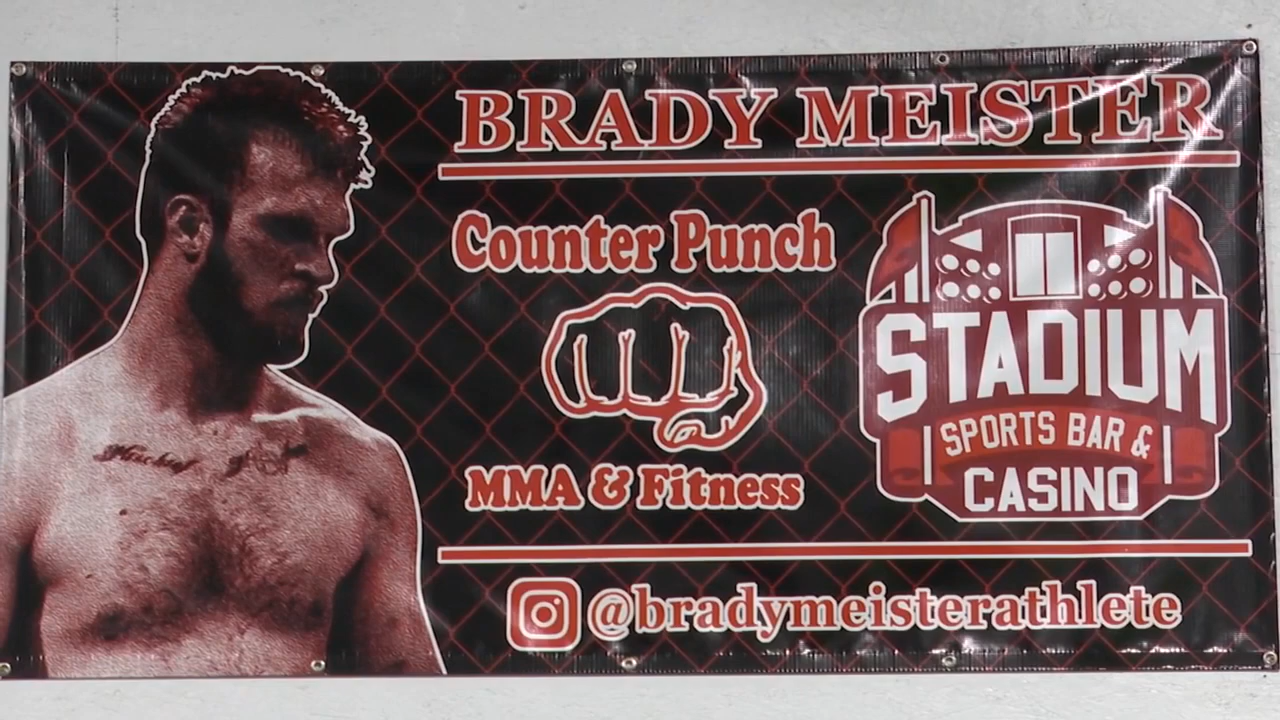 BRADY MEISTER
Counter Punch
MMA & Fitness
STADIUM
SPORTS BAR &
CASINO
@bradymeisterathlete